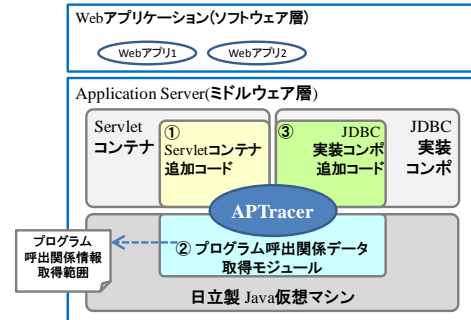 Webアプリケーション(ソフトウェア層)
Webアプリ1
Webアプリ2
Application Server(ミドルウェア層)
Servlet
コンテナ
①
Servletコンテナ
追加コード
③
JDBC
実装コンポ
追加コード
JDBC
実装
コンポ
APTracer
プログラム
呼出関係情報
取得範囲
② プログラム呼出関係データ
取得モジュール
日立製 Java仮想マシン